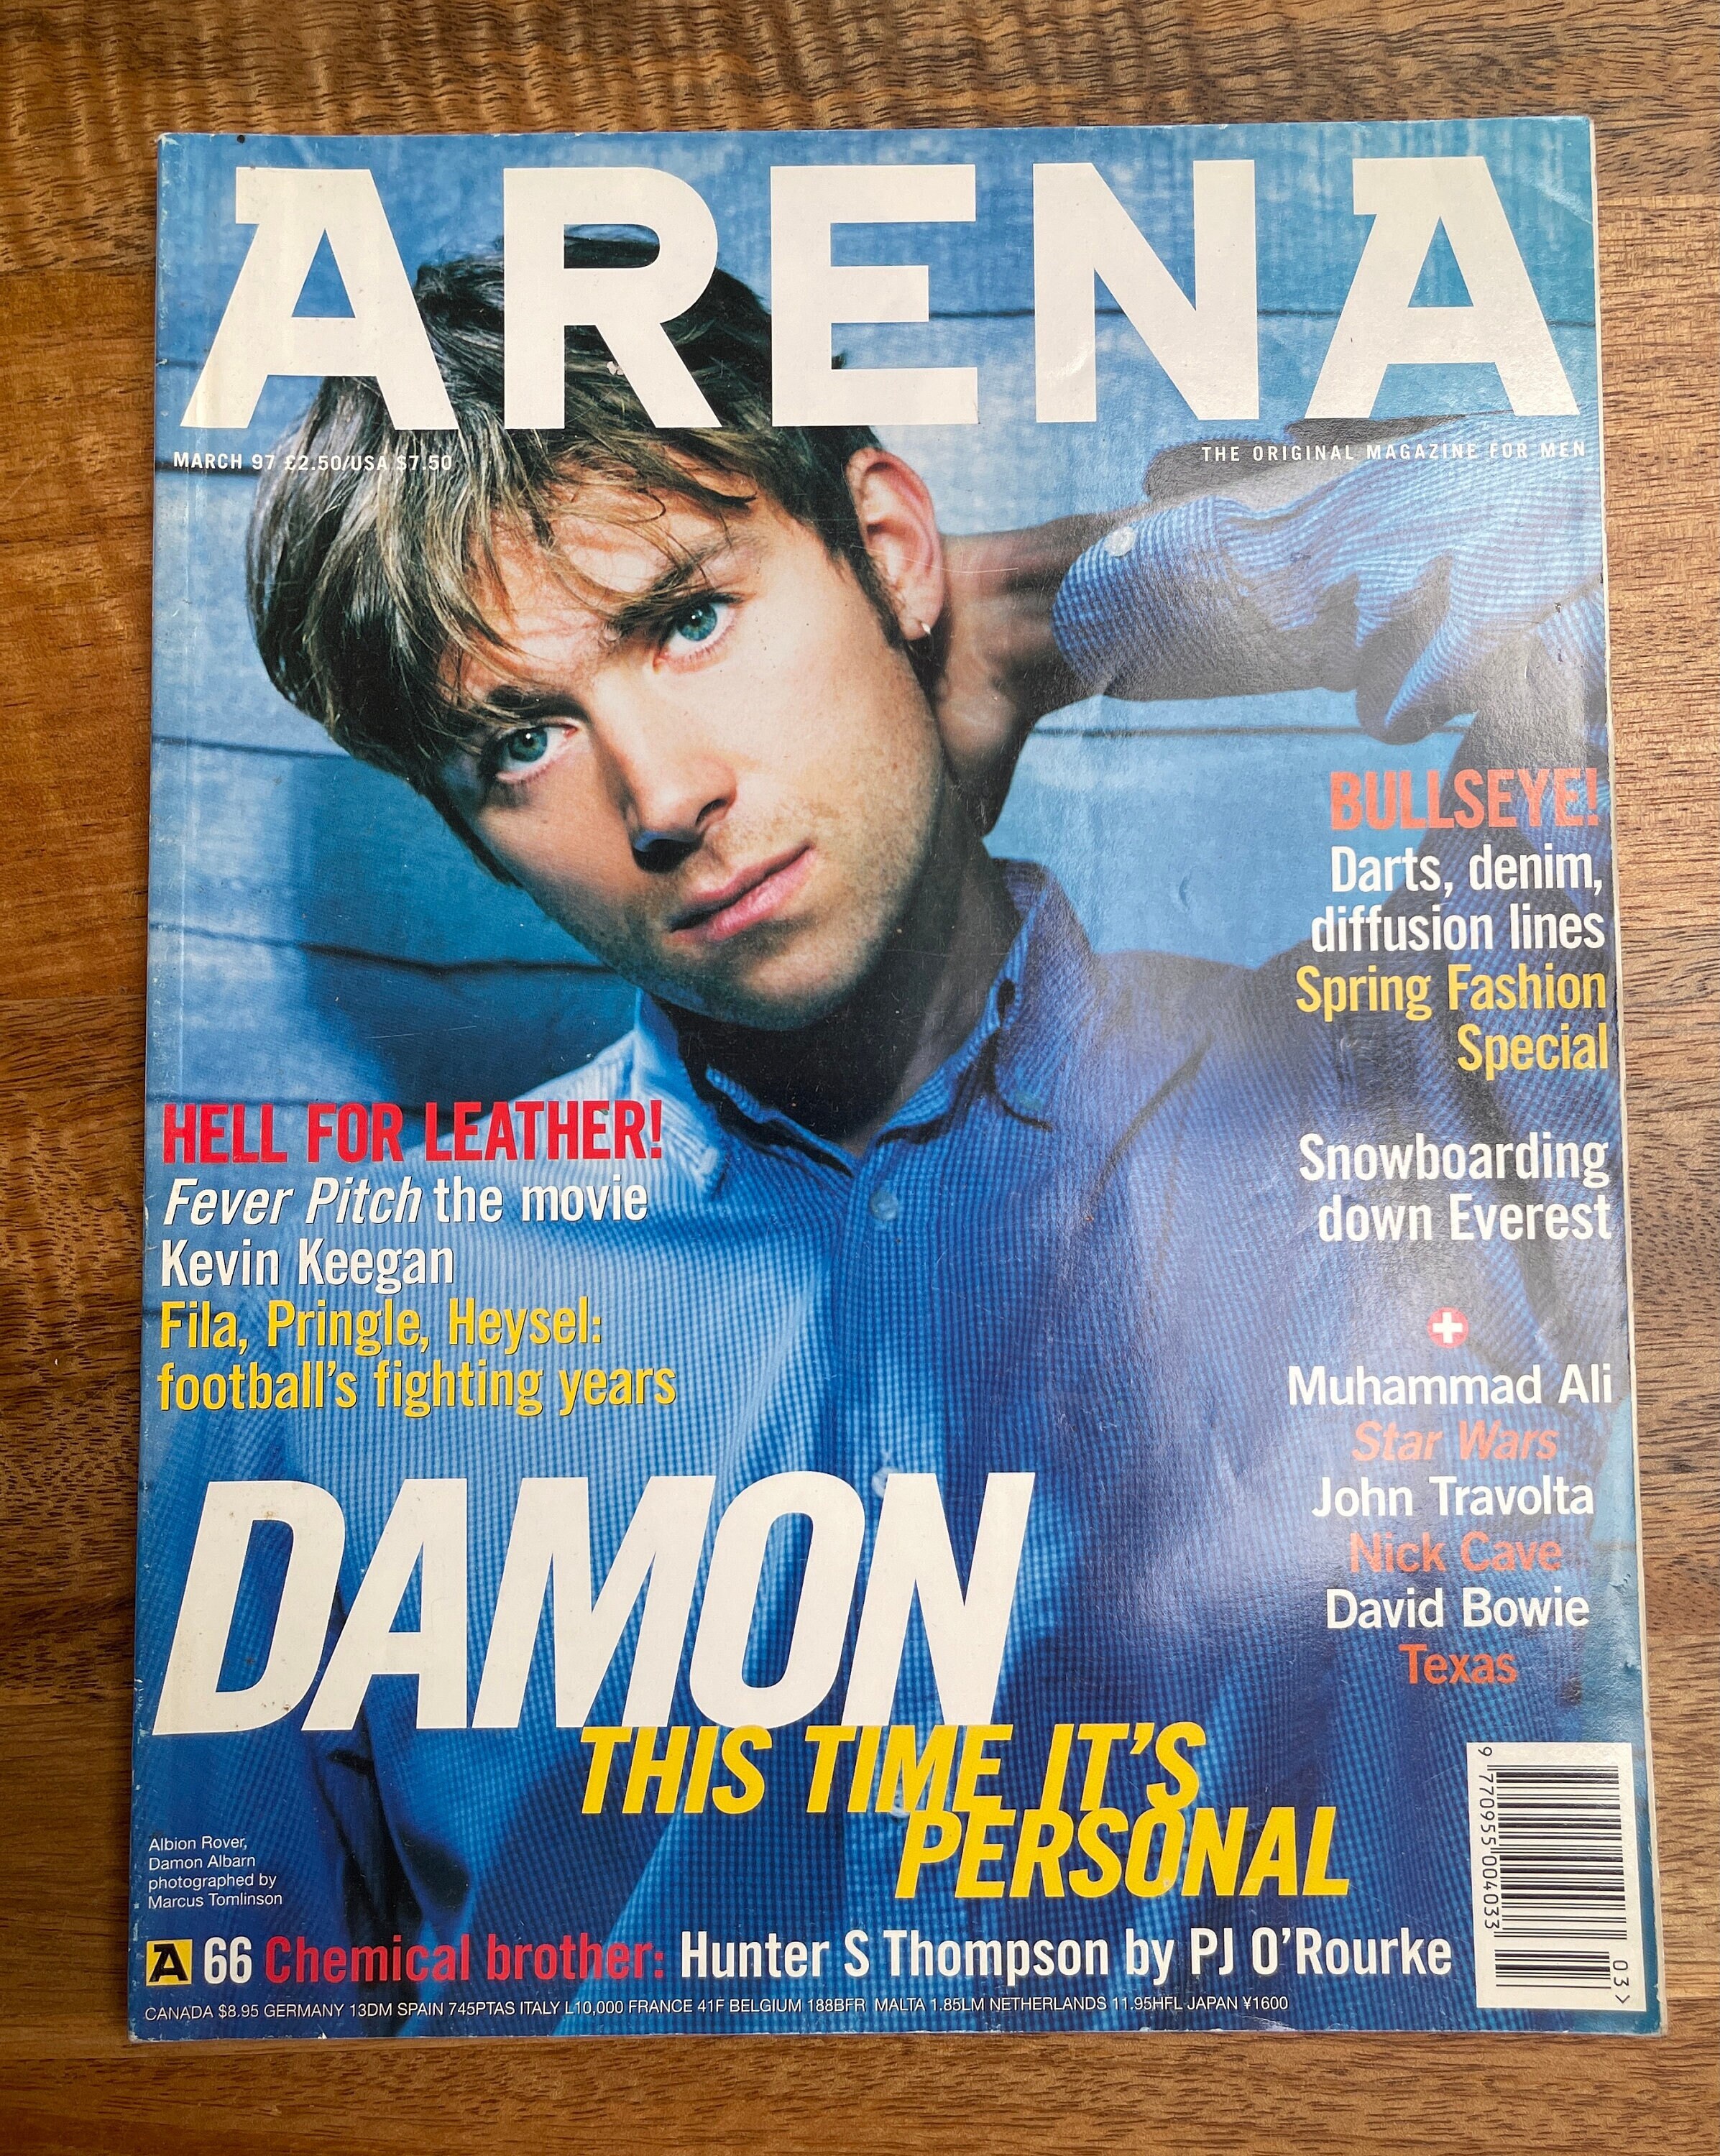 ARENA
MARCH 97 £2.50/USA $7.50
THE ORIGINAL MAGAZINE FOR MEN
BULLSEYE!
Darts, denim,
diffusion lines
Spring Fashion
Special
Snowboarding
down Everest
HELL FOR LEATHER!
Fever Pitch the movie
Kevin Keegan
Fila, Pringle, Heysel:
football's fighting years
Muhammad Ali
Star Wars
John Travolta
Nick Cave
David Bowie
Texas
DAMON
THIS TIME IT'S
PERSONAL
Albion Rover,
Damon Albarn
photographed by
Marcus Tomlinson
A 66 Chemical brother: Hunter S Thompson by PJ O'Rourke
CANADA $8.95 GERMANY 13DM SPAIN 745PTAS ITALY L10,000 FRANCE 41F BELGIUM 188BFR MALTA 1.85LM NETHERLANDS 11.95HFL JAPAN ¥1600
9 770955 004033
03>